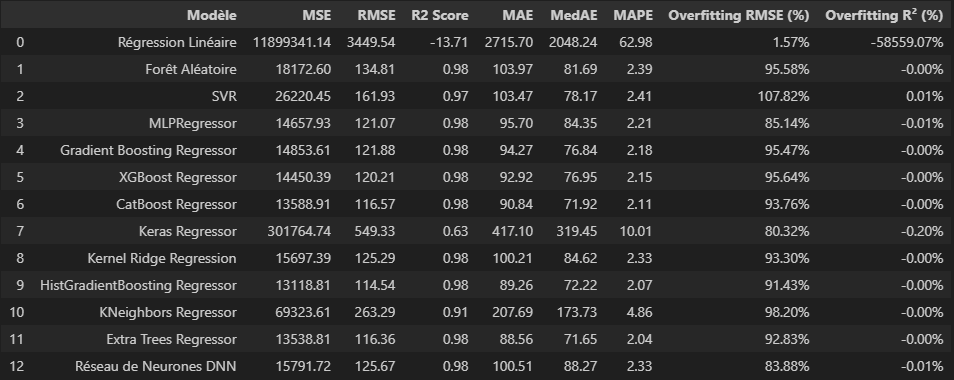 Modèle MSE RMSE R2 Score MAE MedAE MAPE Overfitting RMSE (%) Overfitting R² (%)
0 Régression Linéaire 11899341.14 3449.54 -13.71 2715.70 2048.24 62.98 1.57% -58559.07%
1 Forêt Aléatoire 18172.60 134.81 0.98 103.97 81.69 2.39 95.58% -0.00%
2 SVR 26220.45 161.93 0.97 103.47 78.17 2.41 107.82% 0.01%
3 MLPRegressor 14657.93 121.07 0.98 95.70 84.35 2.21 85.14% -0.01%
4 Gradient Boosting Regressor 14853.61 121.88 0.98 94.27 76.84 2.18 95.47% -0.00%
5 XGBoost Regressor 14450.39 120.21 0.98 92.92 76.95 2.15 95.64% -0.00%
6 CatBoost Regressor 13588.91 116.57 0.98 90.84 71.92 2.11 93.76% -0.00%
7 Keras Regressor 301764.74 549.33 0.63 417.10 319.45 10.01 80.32% -0.20%
8 Kernel Ridge Regression 15697.39 125.29 0.98 100.21 84.62 2.33 93.30% -0.00%
9 HistGradientBoosting Regressor 13118.81 114.54 0.98 89.26 72.22 2.07 91.43% -0.00%
10 KNeighbors Regressor 69323.61 263.29 0.91 207.69 173.73 4.86 98.20% -0.00%
11 Extra Trees Regressor 13538.81 116.36 0.98 88.56 71.65 2.04 92.83% -0.00%
12 Réseau de Neurones DNN 15791.72 125.67 0.98 100.51 88.27 2.33 83.88% -0.01%